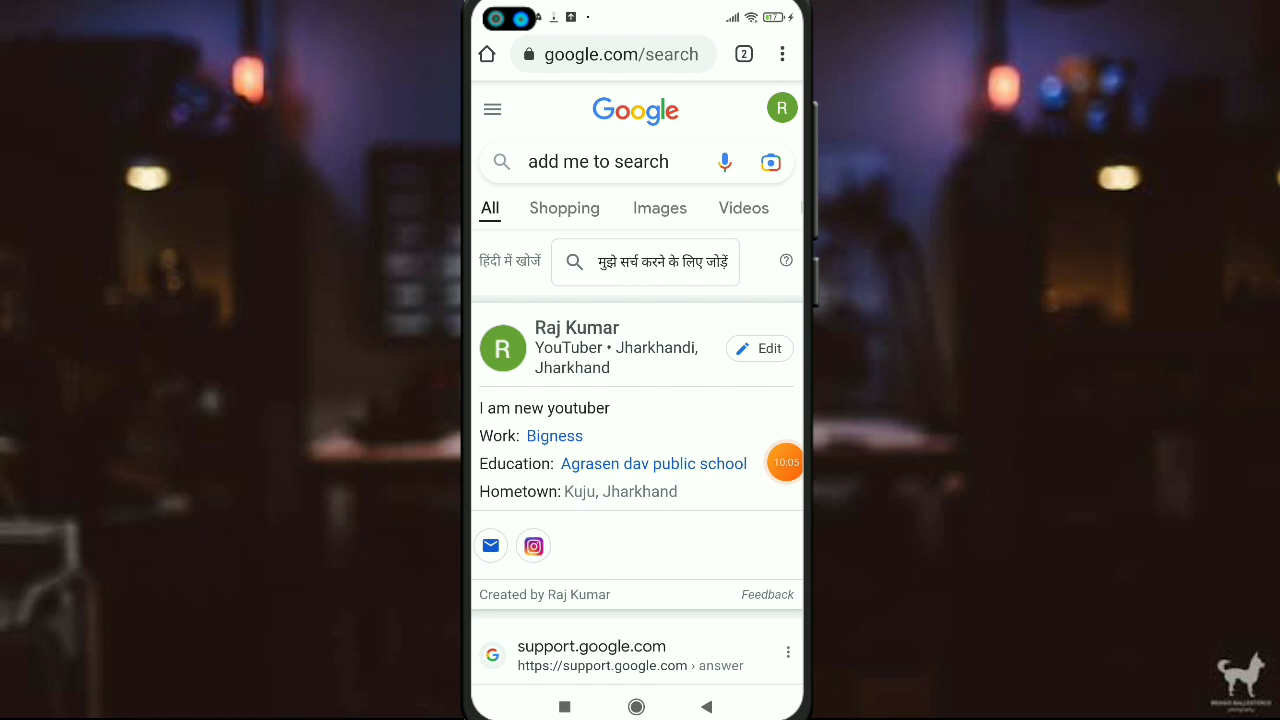 google.com/search
2
Google
R
add me to search
All Shopping Images Videos
हिंदी में खोजें मुझे सर्च करने के लिए जोड़ें
R
Raj Kumar
YouTuber • Jharkhandi,
Jharkhand
Edit
I am new youtuber
Work: Bigness
Education: Agrasen dav public school
10:05
Hometown: Kuju, Jharkhand
Created by Raj Kumar Feedback
G
support.google.com
https://support.google.com › answer